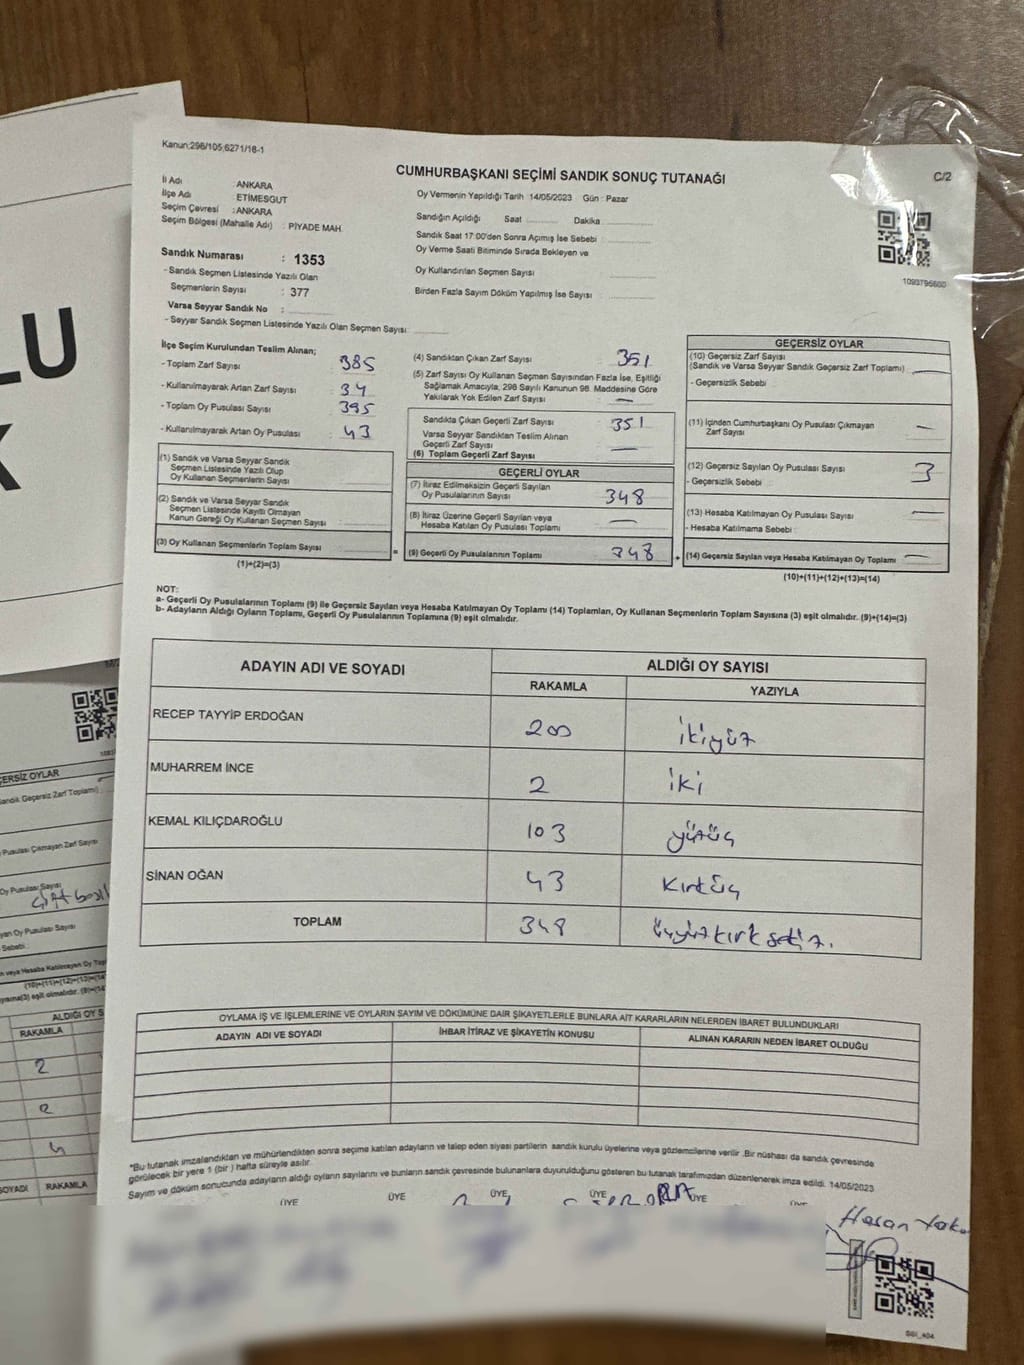 Kanun;298/105,6271/18-1
CUMHURBAŞKANI SEÇİMİ SANDIK SONUÇ TUTANAĞI
C/2
İl Adı : ANKARA
İlçe Adı : ETİMESGUT
Seçim Çevresi : ANKARA
Seçim Bölgesi (Mahalle Adı) : PİYADE MAH.
Oy Vermenin Yapıldığı Tarih 14/05/2023 Gün : Pazar
Sandığın Açıldığı Saat Dakika
Sandık Saat 17:00'den Sonra Açımış İse Sebebi :
Oy Verme Saati Bitiminde Sırada Bekleyen ve
Oy Kullandırılan Seçmen Sayısı
Birden Fazla Sayım Döküm Yapılmış İse Sayısı :
1093795600
Sandık Numarası : 1353
- Sandık Seçmen Listesinde Yazılı Olan
Seçmenlerin Sayısı : 377
Varsa Seyyar Sandık No :
- Seyyar Sandık Seçmen Listesinde Yazılı Olan Seçmen Sayısı :
İlçe Seçim Kurulundan Teslim Alınan;
- Toplam Zarf Sayısı : 385
- Kullanılmayarak Artan Zarf Sayısı : 34
- Toplam Oy Pusulası Sayısı : 395
- Kullanılmayarak Artan Oy Pusulası : 43
(1) Sandık ve Varsa Seyyar Sandık
Seçmen Listesinde Yazılı Olup
Oy Kullanan Seçmenlerin Sayısı
(2) Sandık ve Varsa Seyyar Sandık
Seçmen Listesinde Kayıtlı Olmayan
Kanun Gereği Oy Kullanan Seçmen Sayısı :
(3) Oy Kullanan Seçmenlerin Toplam Sayısı
(1)+(2)=(3)
=
(4) Sandıktan Çıkan Zarf Sayısı : 351
(5) Zarf Sayısı Oy Kullanan Seçmen Sayısından Fazla İse, Eşitliği
Sağlamak Amacıyla, 298 Sayılı Kanunun 98. Maddesine Göre
Yakılarak Yok Edilen Zarf Sayısı : —
Sandıkta Çıkan Geçerli Zarf Sayısı : 351
Varsa Seyyar Sandıktan Teslim Alınan
Geçerli Zarf Sayısı : —
(6) Toplam Geçerli Zarf Sayısı
GEÇERLİ OYLAR
(7) İtiraz Edilmeksizin Geçerli Sayılan
Oy Pusulalarının Sayısı : 348
(8) İtiraz Üzerine Geçerli Sayılan veya
Hesaba Katılan Oy Pusulası Toplamı : —
(9) Geçerli Oy Pusulalarının Toplamı : 348
+
GEÇERSİZ OYLAR
(10) Geçersiz Zarf Sayısı
(Sandık ve Varsa Seyyar Sandık Geçersiz Zarf Toplamı) : —
- Geçersizlik Sebebi :
(11) İçinden Cumhurbaşkanı Oy Pusulası Çıkmayan
Zarf Sayısı : —
(12) Geçersiz Sayılan Oy Pusulası Sayısı : 3
- Geçersizlik Sebebi :
(13) Hesaba Katılmayan Oy Pusulası Sayısı : —
- Hesaba Katılmama Sebebi :
(14) Geçersiz Sayılan veya Hesaba Katılmayan Oy Toplamı : —
(10)+(11)+(12)+(13)=(14)
NOT:
a- Geçerli Oy Pusulalarının Toplamı (9) ile Geçersiz Sayılan veya Hesaba Katılmayan Oy Toplamı (14) Toplamları, Oy Kullanan Seçmenlerin Toplam Sayısına (3) eşit olmalıdır. (9)+(14)=(3)
b- Adayların Aldığı Oyların Toplamı, Geçerli Oy Pusulalarının Toplamına (9) eşit olmalıdır.
ADAYIN ADI VE SOYADI ALDIĞI OY SAYISI
RAKAMLA YAZIYLA
RECEP TAYYİP ERDOĞAN 200 ikiyüz
MUHARREM İNCE 2 iki
KEMAL KILIÇDAROĞLU 103 yüzüç
SİNAN OĞAN 43 kırküç
TOPLAM 348 üçyüzkırksekiz.
OYLAMA İŞ VE İŞLEMLERİNE VE OYLARIN SAYIM VE DÖKÜMÜNE DAİR ŞİKAYETLERLE BUNLARA AİT KARARLARIN NELERDEN İBARET BULUNDUKLARI
ADAYIN ADI VE SOYADI İHBAR İTİRAZ VE ŞİKAYETİN KONUSU ALINAN KARARIN NEDEN İBARET OLDUĞU
*Bu tutanak imzalandıktan ve mühürlendikten sonra seçime katılan adayların ve talep eden siyasi partilerin sandık kurulu üyelerine veya gözlemcilerine verilir .Bir nüshası da sandık çevresinde
görülecek bir yere 1 (bir ) hafta süreyle asılır.
Sayım ve döküm sonucunda adayların aldığı oyların sayılarını ve bunların sandık çevresinde bulunanlara duyurulduğunu gösteren bu tutanak tarafımızdan düzenlenerek imza edildi. 14/05/2023
ÜYE ÜYE ÜYE ÜYE ÜYE
Hasan
LU
K
ERSİZ OYLAR
Pusulası Çıkmayan Zarf Sayısı
Oy Pusulası Sayısı
Sebebi :
(10)+(11)+(12)+(13)=(14
ALDIĞI OY S
RAKAMLA
2
2
4
SOYADI RAKAMLA